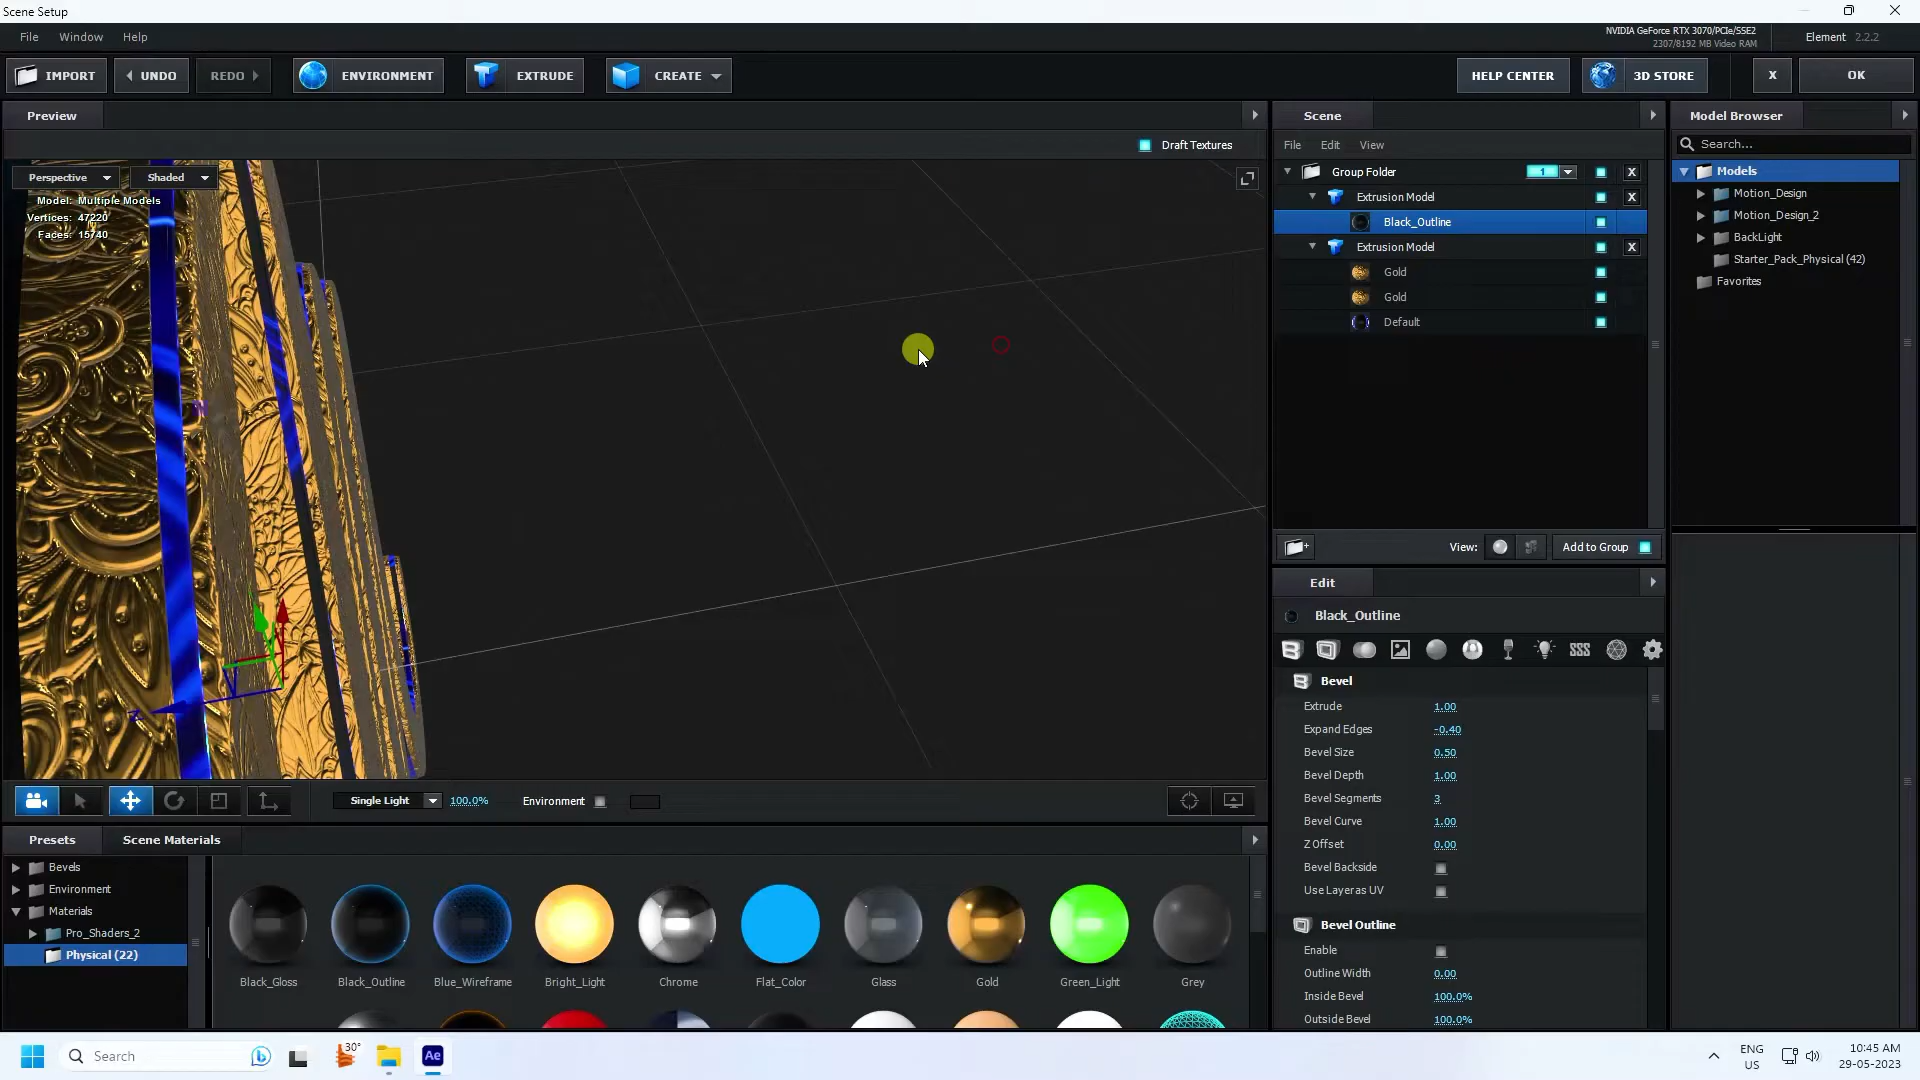 Scene Setup
File Window Help
NVIDIA GeForce RTX 3070/PCIe/SSE2
2307/8192 MB Video RAM
Element 2.2.2
IMPORT UNDO REDO ENVIRONMENT EXTRUDE CREATE HELP CENTER 3D STORE X OK
Preview
Draft Textures
Perspective Shaded
Model: Multiple Models
Vertices: 47220
Faces: 15740
Single Light 100.0% Environment
Scene
File Edit View
Group Folder 1 X
Extrusion Model X
Black_Outline
Extrusion Model X
Gold
Gold
Default
View: Add to Group
Model Browser
Search...
Models
Motion_Design
Motion_Design_2
BackLight
Starter_Pack_Physical (42)
Favorites
Edit
Black_Outline
Bevel
Extrude 1.00
Expand Edges -0.40
Bevel Size 0.50
Bevel Depth 1.00
Bevel Segments 3
Bevel Curve 1.00
Z Offset 0.00
Bevel Backside
Use Layer as UV
Bevel Outline
Enable
Outline Width 0.00
Inside Bevel 100.0%
Outside Bevel 100.0%
Presets Scene Materials
Bevels
Environment
Materials
Pro_Shaders_2
Physical (22)
Black_Gloss Black_Outline Blue_Wireframe Bright_Light Chrome Flat_Color Glass Gold Green_Light Grey
Search
30°
Ae
ENG
US
10:45 AM
29-05-2023